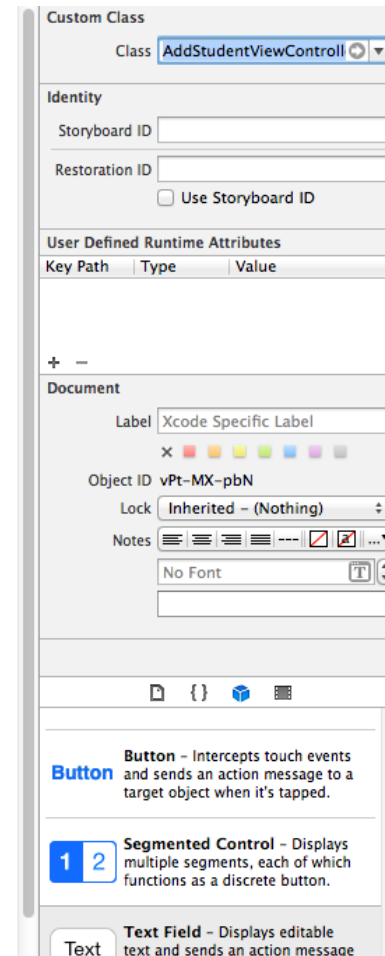 Custom Class
Class AddStudentViewControll
Identity
Storyboard ID
Restoration ID
Use Storyboard ID
User Defined Runtime Attributes
Key Path Type Value
+ −
Document
Label Xcode Specific Label
Object ID vPt-MX-pbN
Lock Inherited – (Nothing)
Notes
No Font T
{ }
Button Button – Intercepts touch events
and sends an action message to a
target object when it's tapped.
1 2 Segmented Control – Displays
multiple segments, each of which
functions as a discrete button.
Text Text Field – Displays editable
text and sends an action message